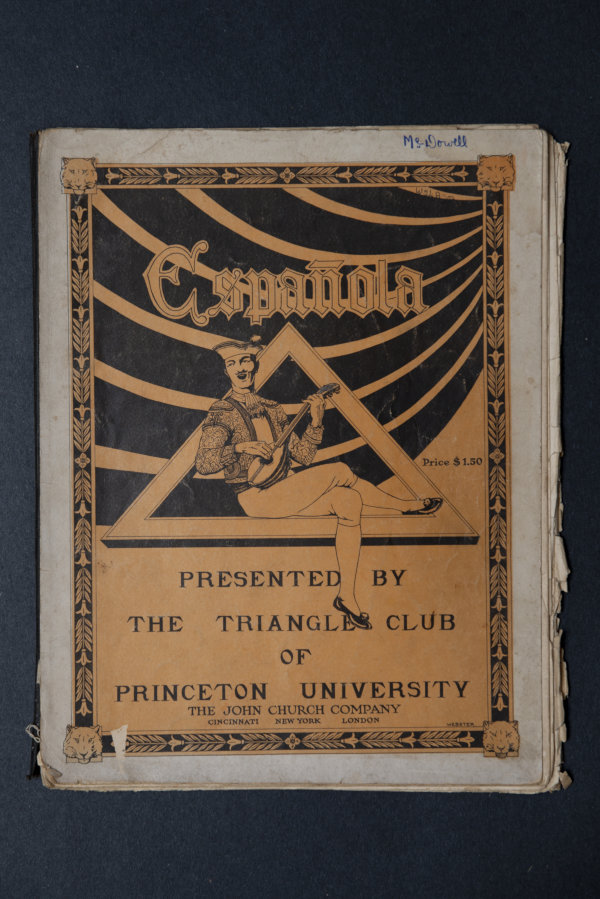 McDowell
Española
Price $1.50
PRESENTED BY
THE TRIANGLE CLUB
OF
PRINCETON UNIVERSITY
THE JOHN CHURCH COMPANY
CINCINNATI NEW YORK LONDON
WEBSTER